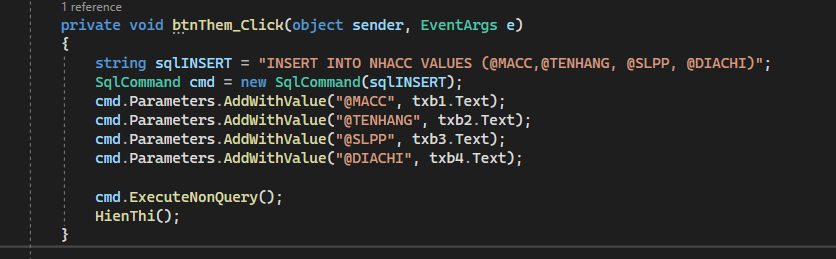 1 reference
private void btnThem_Click(object sender, EventArgs e)
{
string sqlINSERT = "INSERT INTO NHACC VALUES (@MACC,@TENHANG, @SLPP, @DIACHI)";
SqlCommand cmd = new SqlCommand(sqlINSERT);
cmd.Parameters.AddWithValue("@MACC", txb1.Text);
cmd.Parameters.AddWithValue("@TENHANG", txb2.Text);
cmd.Parameters.AddWithValue("@SLPP", txb3.Text);
cmd.Parameters.AddWithValue("@DIACHI", txb4.Text);
cmd.ExecuteNonQuery();
HienThi();
}